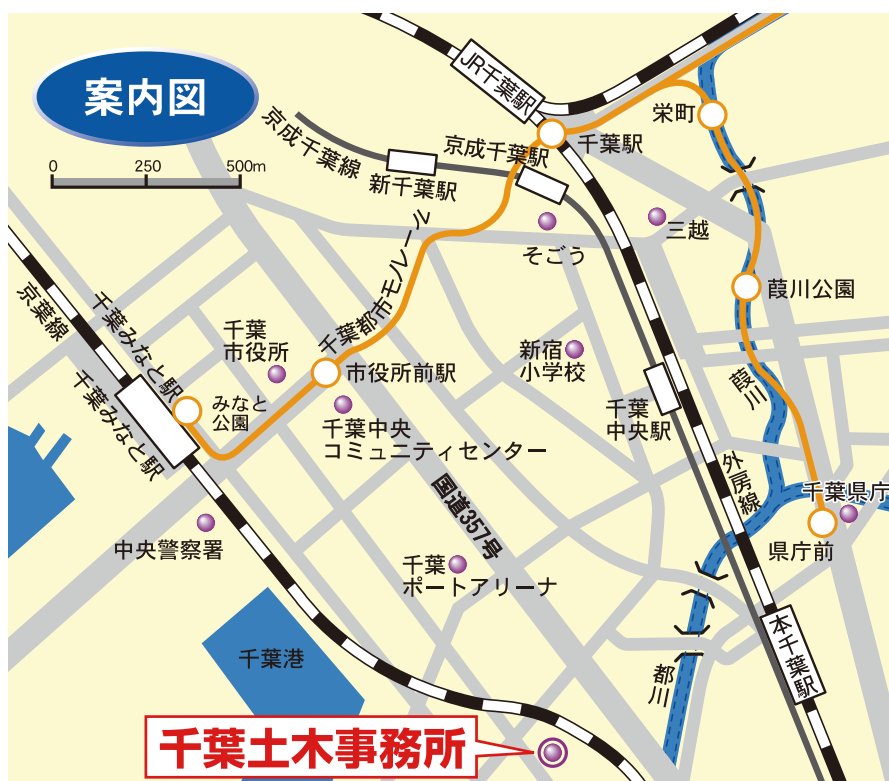 案内図
0 250 500m
JR千葉駅
栄町
京成千葉線
京成千葉駅
千葉駅
新千葉駅
そごう
三越
千葉都市モノレール
葭川公園
京葉線
千葉みなと駅
千葉
市役所
市役所前駅
新宿
小学校
みなと
公園
千葉みなと駅
千葉中央
コミュニティセンター
千葉
中央駅
葭川
外房線
国道357号
千葉県庁
県庁前
中央警察署
千葉
ポートアリーナ
本千葉駅
千葉港
都川
千葉土木事務所